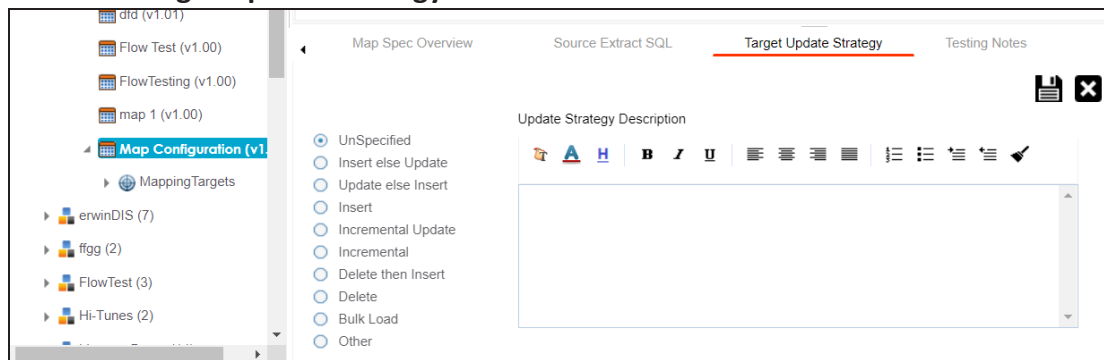 dfd (v1.01)
Flow Test (v1.00)
FlowTesting (v1.00)
map 1 (v1.00)
Map Configuration (v1.
MappingTargets
erwinDIS (7)
ffgg (2)
FlowTest (3)
Hi-Tunes (2)
Map Spec Overview
Source Extract SQL
Target Update Strategy
Testing Notes
Update Strategy Description
UnSpecified
Insert else Update
Update else Insert
Insert
Incremental Update
Incremental
Delete then Insert
Delete
Bulk Load
Other
A H B I U